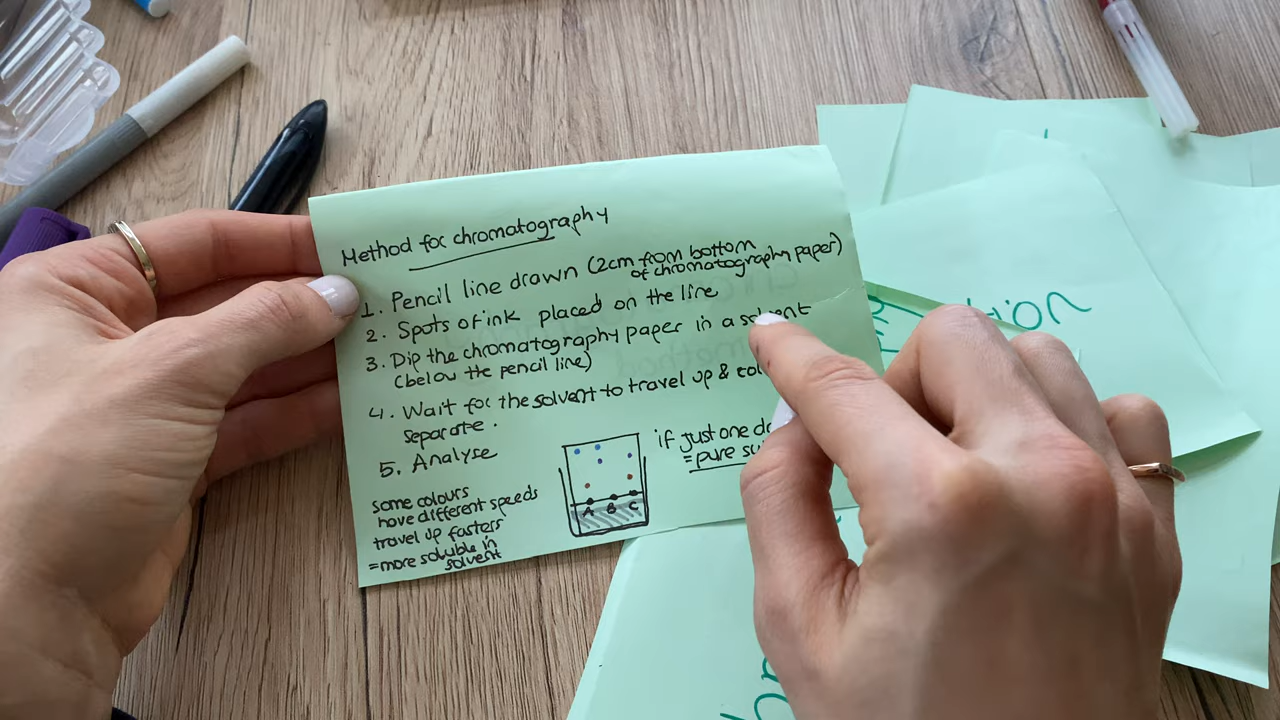 Method for chromatography
1. Pencil line drawn (2cm from bottom
of chromatography paper)
2. Spots of ink placed on the line
3. Dip the chromatography paper in a solvent
(below the pencil line)
4. Wait for the solvent to travel up &
separate.
5. Analyse
if just one
= pure
some colours
have different speeds
travel up fasters
= more soluble in
solvent
A B C